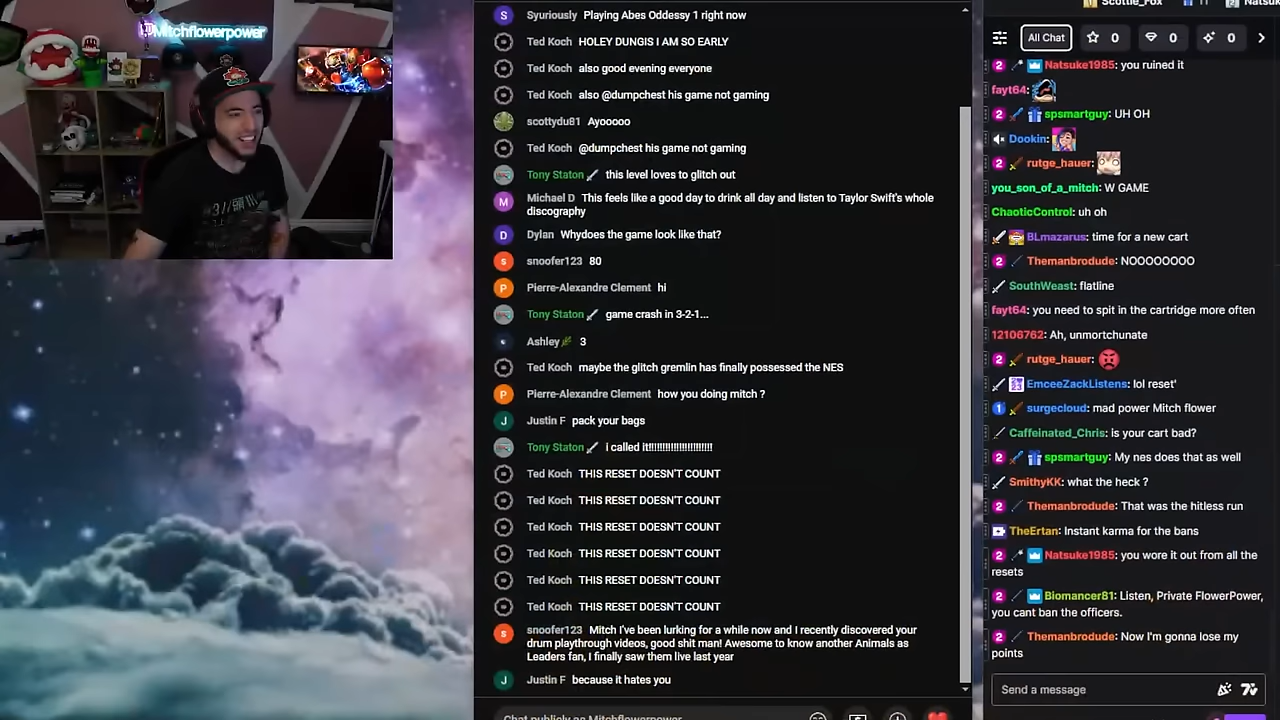 Mitchflowerpower
Syuriously Playing Abes Oddessy 1 right now
Ted Koch HOLEY DUNGIS I AM SO EARLY
Ted Koch also good evening everyone
Ted Koch also @dumpchest his game not gaming
scottydu81 Ayooooo
Ted Koch @dumpchest his game not gaming
Tony Staton this level loves to glitch out
Michael D This feels like a good day to drink all day and listen to Taylor Swift's whole
discography
Dylan Whydoes the game look like that?
snoofer123 80
Pierre-Alexandre Clement hi
Tony Staton game crash in 3-2-1...
Ashley 3
Ted Koch maybe the glitch gremlin has finally possessed the NES
Pierre-Alexandre Clement how you doing mitch ?
Justin F pack your bags
Tony Staton i called it!!!!!!!!!!!!!!!!!!!!!!!
Ted Koch THIS RESET DOESN'T COUNT
Ted Koch THIS RESET DOESN'T COUNT
Ted Koch THIS RESET DOESN'T COUNT
Ted Koch THIS RESET DOESN'T COUNT
Ted Koch THIS RESET DOESN'T COUNT
Ted Koch THIS RESET DOESN'T COUNT
snoofer123 Mitch I've been lurking for a while now and I recently discovered your
drum playthrough videos, good shit man! Awesome to know another Animals as
Leaders fan, I finally saw them live last year
Justin F because it hates you
Chat publicly as Mitchflowerpower
Scottie_Fox 11
All Chat 0 0 0
Natsuke1985: you ruined it
fayt64:
spsmartguy: UH OH
Dookin:
rutge_hauer:
you_son_of_a_mitch: W GAME
ChaoticControl: uh oh
BLmazarus: time for a new cart
Themanbrodude: NOOOOOOOO
SouthWeast: flatline
fayt64: you need to spit in the cartridge more often
12106762: Ah, unmortchunate
rutge_hauer:
EmceeZackListens: lol reset'
surgecloud: mad power Mitch flower
Caffeinated_Chris: is your cart bad?
spsmartguy: My nes does that as well
SmithyKK: what the heck ?
Themanbrodude: That was the hitless run
TheErtan: Instant karma for the bans
Natsuke1985: you wore it out from all the
resets
Biomancer81: Listen, Private FlowerPower,
you cant ban the officers.
Themanbrodude: Now I'm gonna lose my
points
Send a message